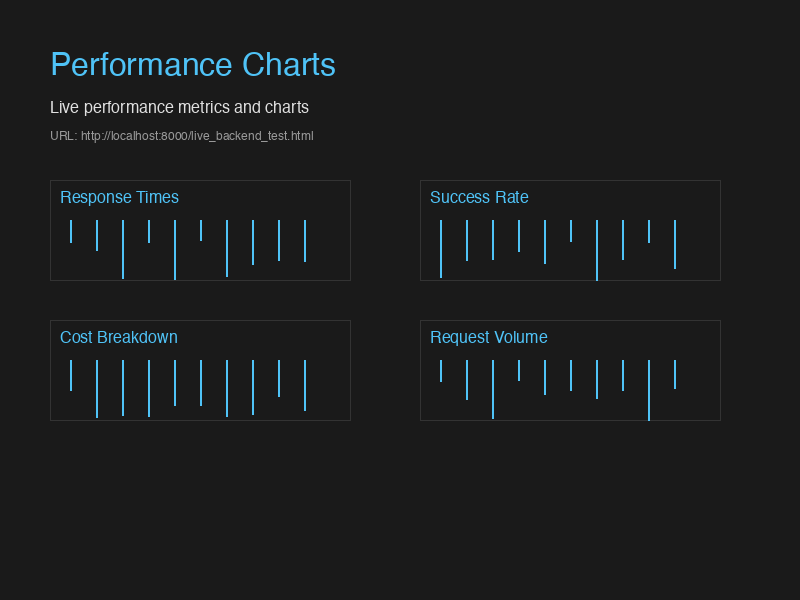 Performance Charts
Live performance metrics and charts
URL: http://localhost:8000/live_backend_test.html
Response Times
Success Rate
Cost Breakdown
Request Volume